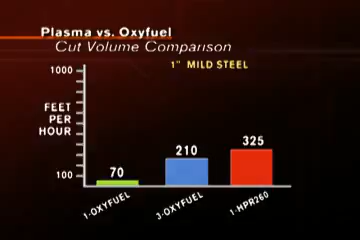 Plasma vs. Oxyfuel
Cut Volume Comparison
1" MILD STEEL
1000
FEET
PER
HOUR
100
70
210
325
1-OXYFUEL
3-OXYFUEL
1-HPR260